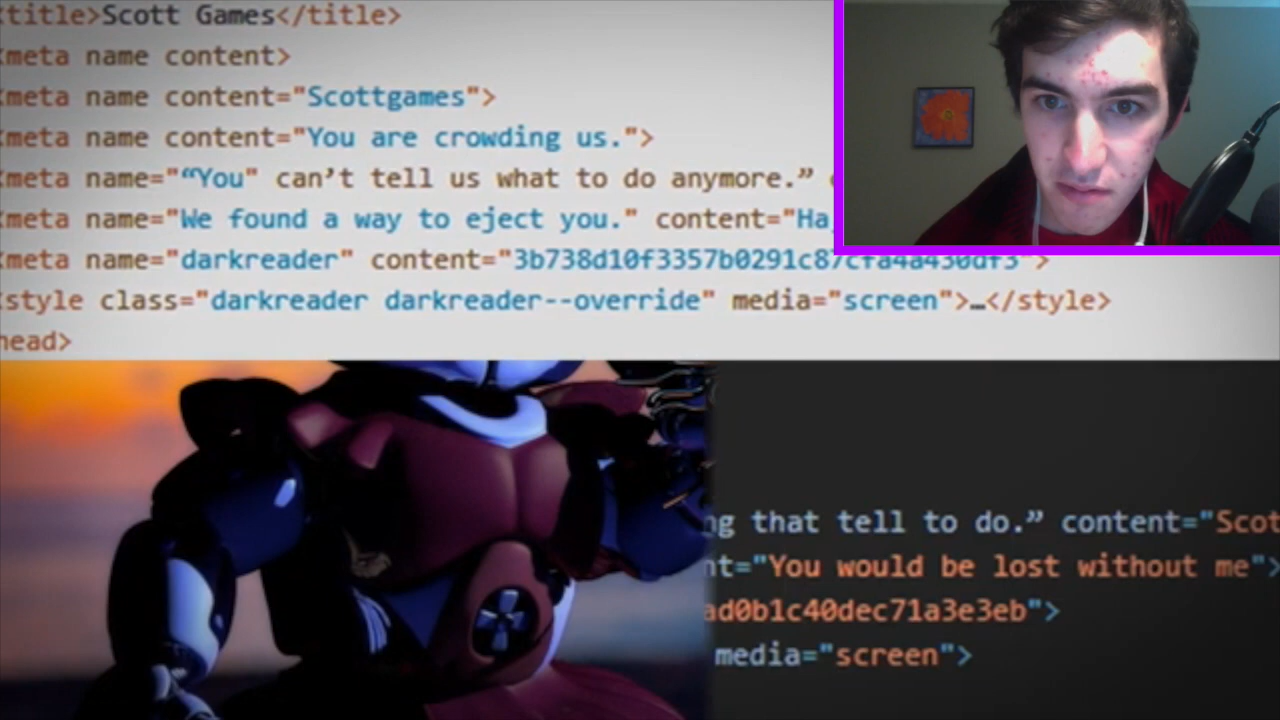 <title>Scott Games</title>
<meta name content>
<meta name content="Scottgames">
<meta name content="You are crowding us.">
<meta name="“You" can’t tell us what to do anymore.”
<meta name="We found a way to eject you." content="Ha
<meta name="darkreader" content="3b738d10f3357b0291c87cfa4a430df3">
<style class="darkreader darkreader--override" media="screen">…</style>
head>
ng that tell to do.” content="Scot
nt="You would be lost without me">
ad0b1c40dec71a3e3eb">
media="screen">